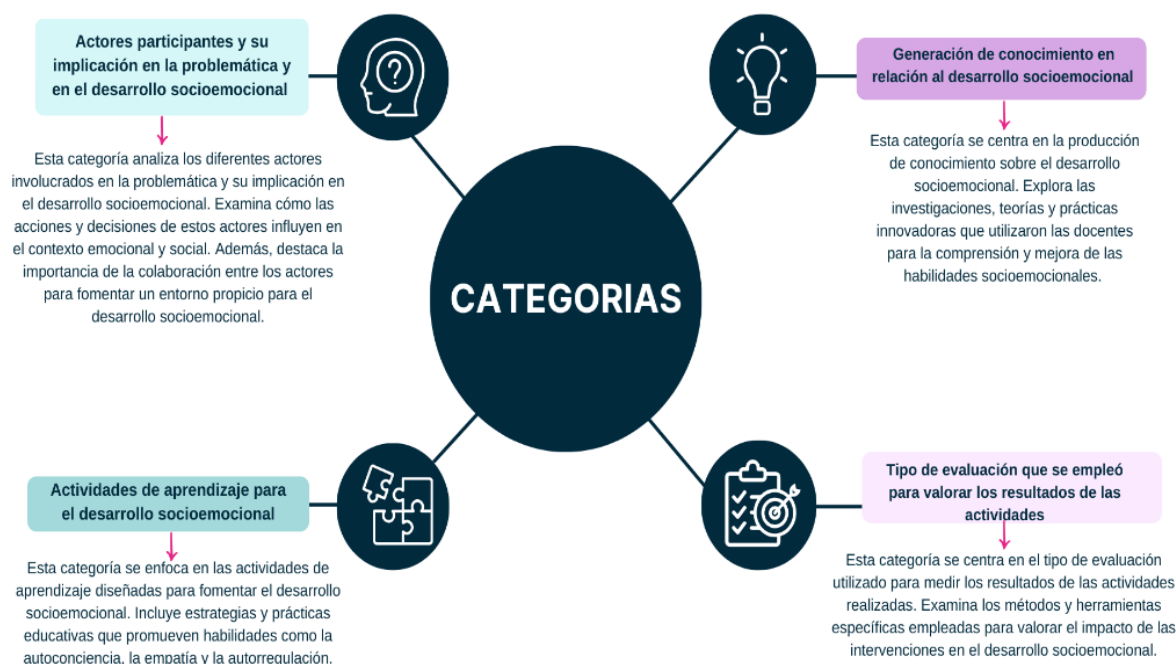 Actores participantes y su
implicación en la problemática y
en el desarrollo socioemocional
Esta categoría analiza los diferentes actores
involucrados en la problemática y su implicación en
el desarrollo socioemocional. Examina cómo las
acciones y decisiones de estos actores influyen en
el contexto emocional y social. Además, destaca la
importancia de la colaboración entre los actores
para fomentar un entorno propicio para el
desarrollo socioemocional.
?
Generación de conocimiento en
relación al desarrollo socioemocional
Esta categoría se centra en la producción
de conocimiento sobre el desarrollo
socioemocional. Explora las
investigaciones, teorías y prácticas
innovadoras que utilizaron las docentes
para la comprensión y mejora de las
habilidades socioemocionales.
CATEGORIAS
Actividades de aprendizaje para
el desarrollo socioemocional
Esta categoría se enfoca en las actividades de
aprendizaje diseñadas para fomentar el desarrollo
socioemocional. Incluye estrategias y prácticas
educativas que promueven habilidades como la
autoconciencia, la empatía y la autorregulación.
Tipo de evaluación que se empleó
para valorar los resultados de las
actividades
Esta categoría se centra en el tipo de evaluación
utilizado para medir los resultados de las actividades
realizadas. Examina los métodos y herramientas
específicas empleadas para valorar el impacto de las
intervenciones en el desarrollo socioemocional.